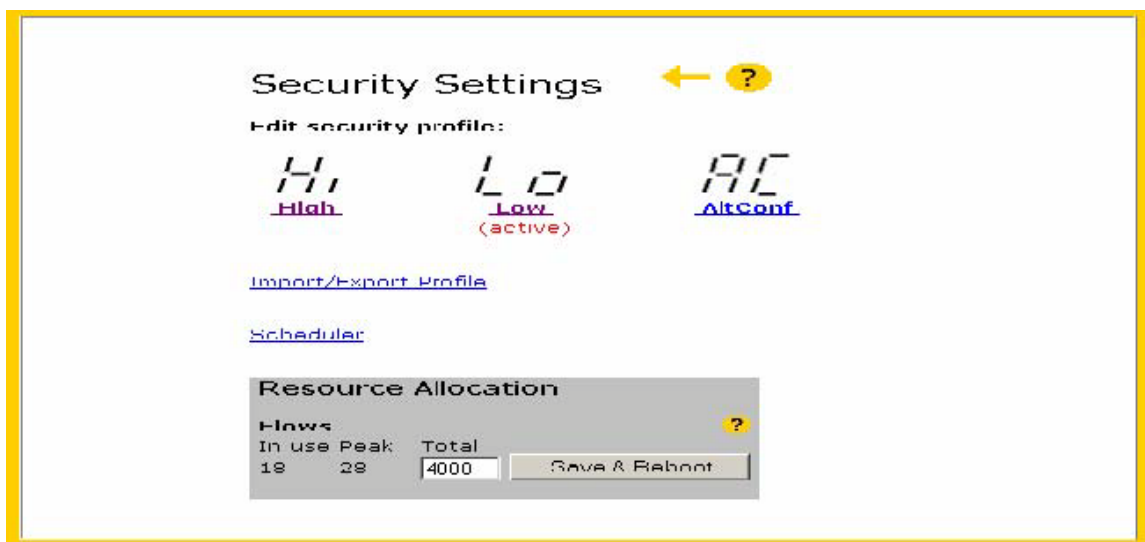 Security Settings ?
Edit security profile:
Hi Lo AC
High Low AltConf
(active)
Import/Export Profile
Scheduler
Resource Allocation
Flows ?
In use Peak Total
18 28 4000 Save & Reboot